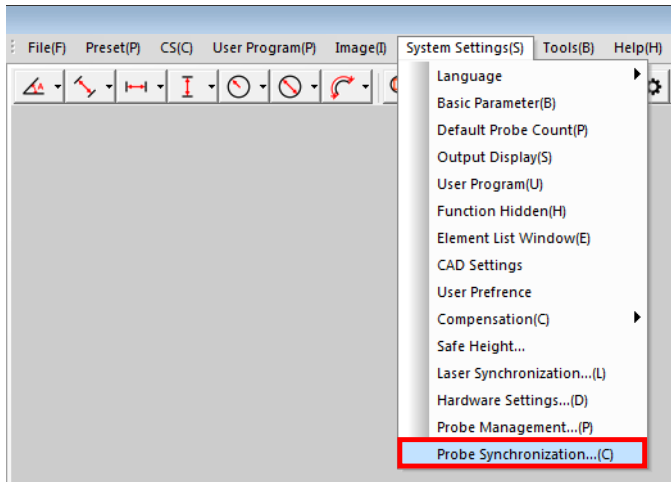 File(F) Preset(P) CS(C) User Program(P) Image(I) System Settings(S) Tools(B) Help(H)
Language
Basic Parameter(B)
Default Probe Count(P)
Output Display(S)
User Program(U)
Function Hidden(H)
Element List Window(E)
CAD Settings
User Prefrence
Compensation(C)
Safe Height...
Laser Synchronization...(L)
Hardware Settings...(D)
Probe Management...(P)
Probe Synchronization...(C)